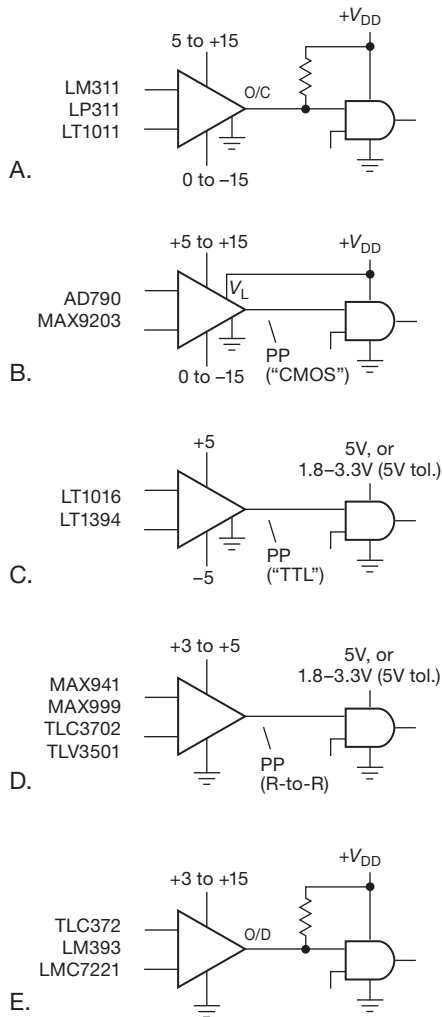 5 to +15
+VDD
LM311
LP311
LT1011
O/C
0 to –15
A.
+5 to +15
+VDD
VL
AD790
MAX9203
PP
("CMOS")
0 to –15
B.
+5
5V, or
1.8–3.3V (5V tol.)
LT1016
LT1394
PP
("TTL")
–5
C.
+3 to +5
5V, or
1.8–3.3V (5V tol.)
MAX941
MAX999
TLC3702
TLV3501
PP
(R-to-R)
D.
+3 to +15
+VDD
TLC372
LM393
LMC7221
O/D
E.